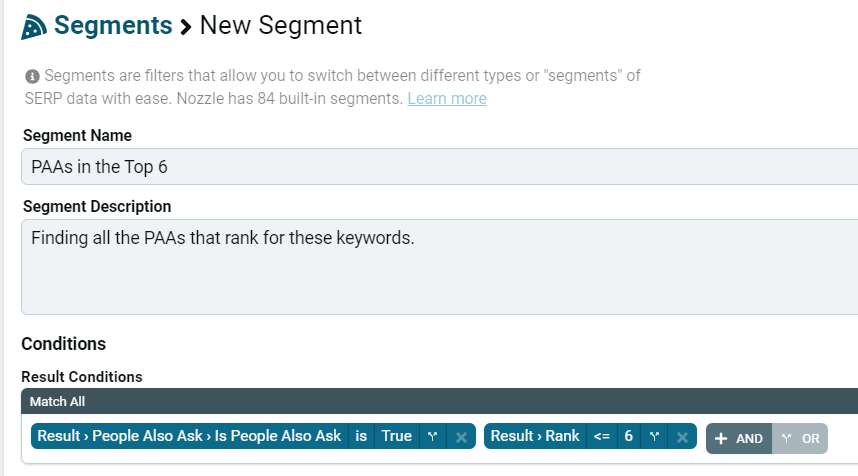 Segments > New Segment
Segments are filters that allow you to switch between different types or "segments" of
SERP data with ease. Nozzle has 84 built-in segments. Learn more
Segment Name
PAAs in the Top 6
Segment Description
Finding all the PAAs that rank for these keywords.
Conditions
Result Conditions
Match All
Result › People Also Ask › Is People Also Ask is True × Result › Rank <= 6 × + AND OR